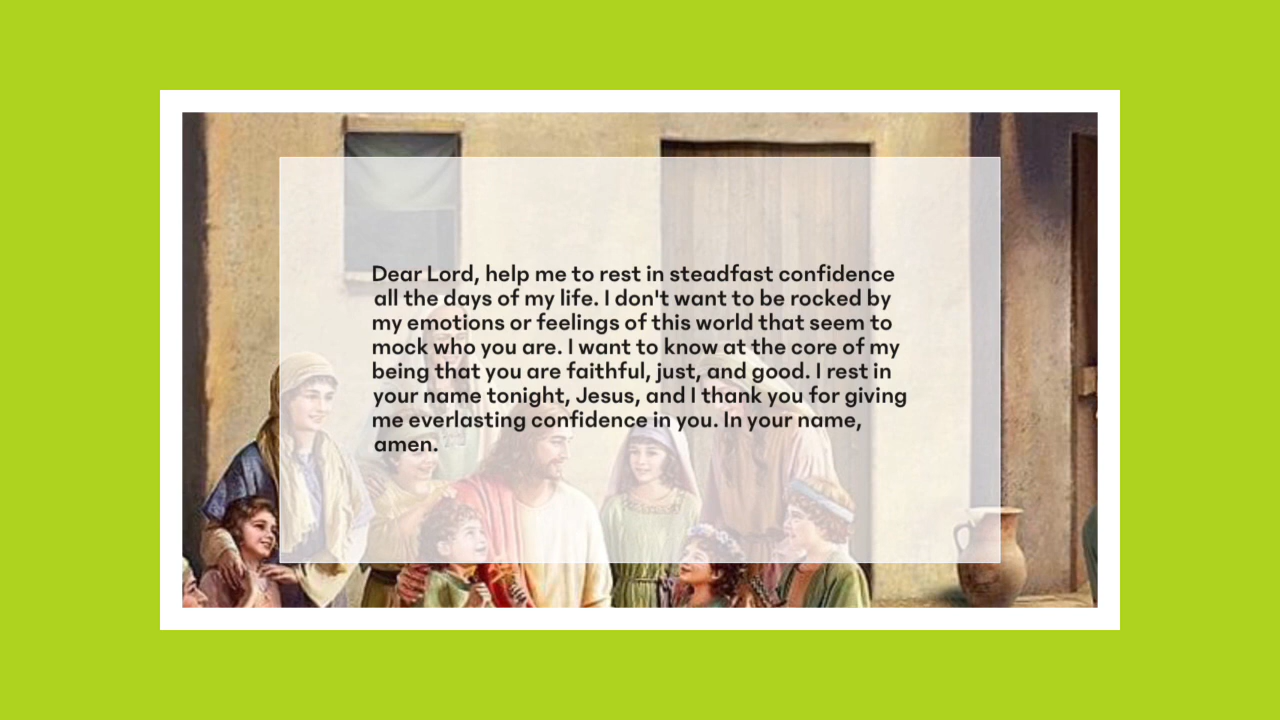 Dear Lord, help me to rest in steadfast confidence
all the days of my life. I don't want to be rocked by
my emotions or feelings of this world that seem to
mock who you are. I want to know at the core of my
being that you are faithful, just, and good. I rest in
your name tonight, Jesus, and I thank you for giving
me everlasting confidence in you. In your name,
amen.